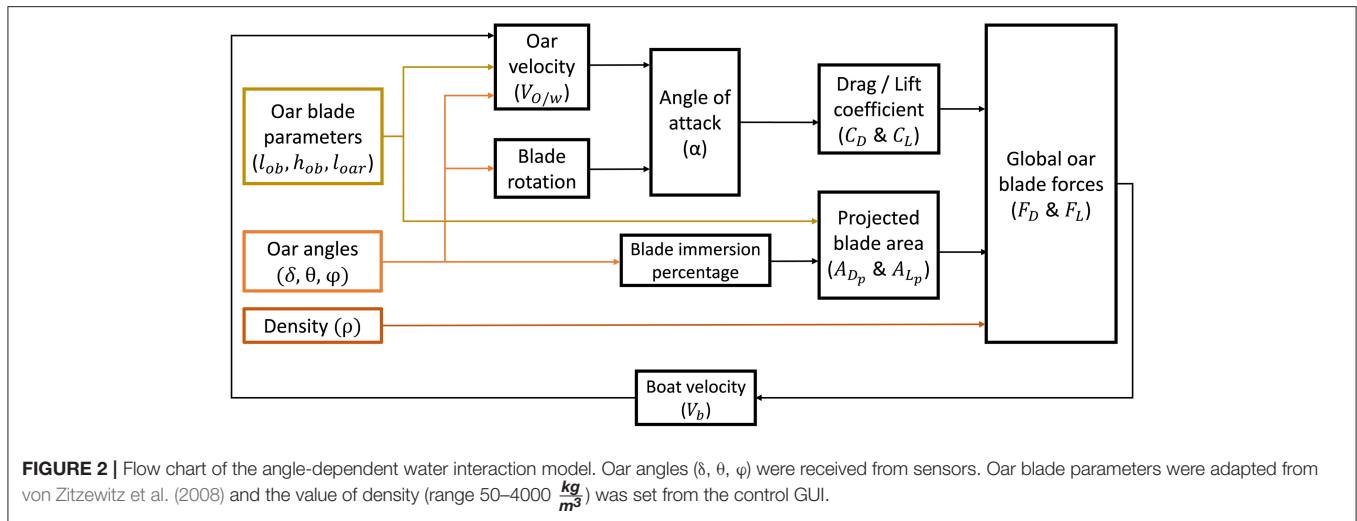 Oar
velocity
(V_{O/w})
Oar blade
parameters
(l_{ob}, h_{ob}, l_{oar})
Blade
rotation
Angle of
attack
(α)
Drag / Lift
coefficient
(C_D & C_L)
Global oar
blade forces
(F_D & F_L)
Oar angles
(δ, θ, φ)
Blade immersion
percentage
Projected
blade area
(A_{D_p} & A_{L_p})
Density (ρ)
Boat velocity
(V_b)
FIGURE 2 | Flow chart of the angle-dependent water interaction model. Oar angles (δ, θ, φ) were received from sensors. Oar blade parameters were adapted from
von Zitzewitz et al. (2008) and the value of density (range 50–4000 kg/m³) was set from the control GUI.